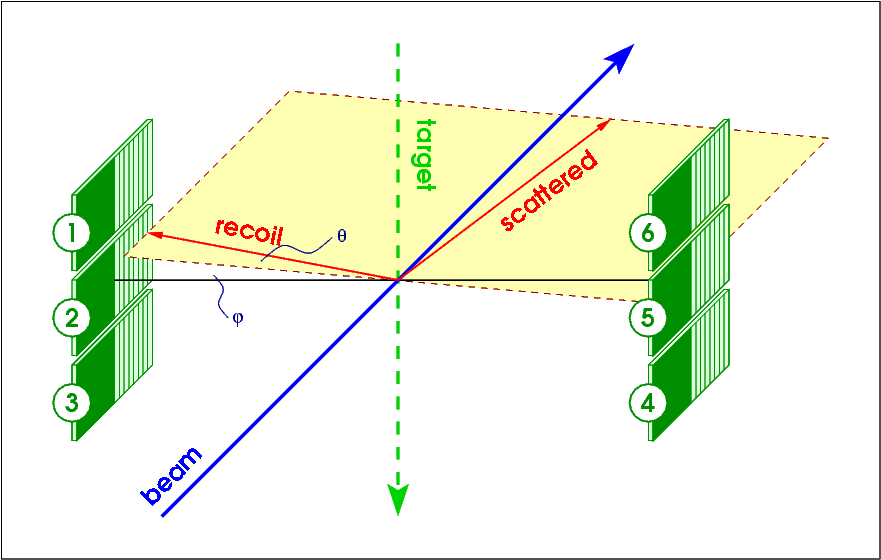 target
scattered
recoil
θ
φ
beam
1
2
3
6
5
4